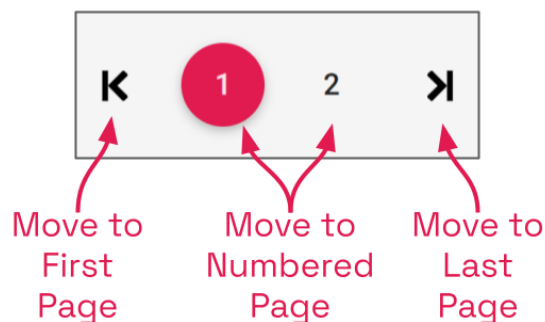 1 2
Move to First Page
Move to Numbered Page
Move to Last Page